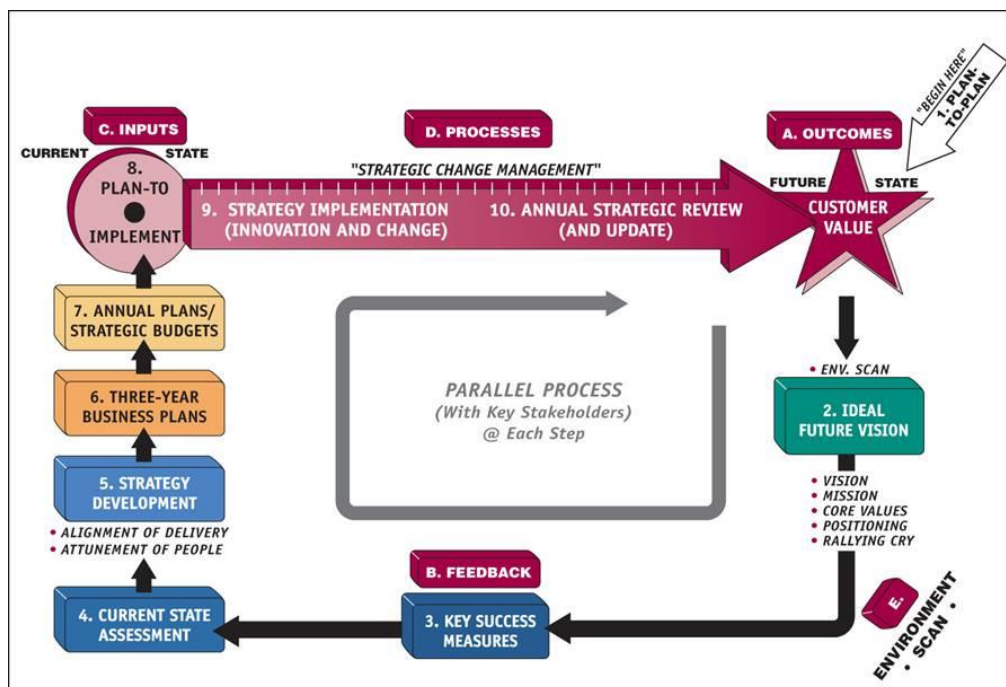 "BEGIN HERE"
1. PLAN-
TO-PLAN
C. INPUTS
D. PROCESSES
A. OUTCOMES
CURRENT STATE
"STRATEGIC CHANGE MANAGEMENT"
FUTURE STATE
8.
PLAN-TO
IMPLEMENT
9. STRATEGY IMPLEMENTATION
(INNOVATION AND CHANGE)
10. ANNUAL STRATEGIC REVIEW
(AND UPDATE)
CUSTOMER
VALUE
7. ANNUAL PLANS/
STRATEGIC BUDGETS
6. THREE-YEAR
BUSINESS PLANS
5. STRATEGY
DEVELOPMENT
• ALIGNMENT OF DELIVERY
• ATTUNEMENT OF PEOPLE
4. CURRENT STATE
ASSESSMENT
PARALLEL PROCESS
(With Key Stakeholders)
@ Each Step
• ENV. SCAN
2. IDEAL
FUTURE VISION
• VISION
• MISSION
• CORE VALUES
• POSITIONING
• RALLYING CRY
B. FEEDBACK
3. KEY SUCCESS
MEASURES
E.
ENVIRONMENT
• SCAN •